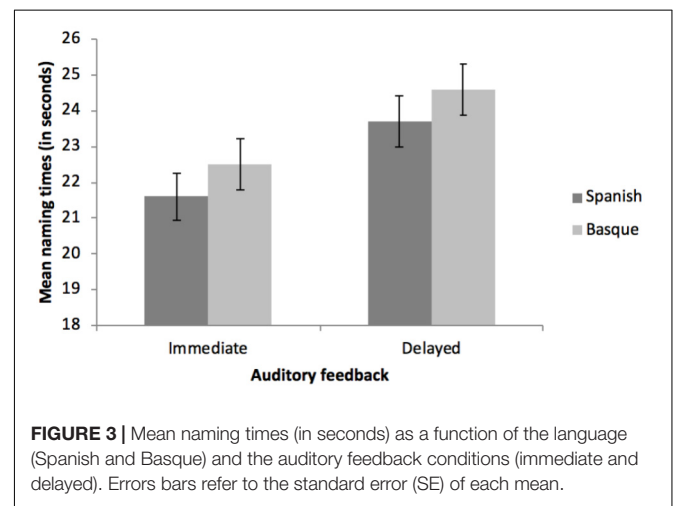 26
25
24
23
22
21
20
19
18
Mean naming times (in seconds)
Immediate
Delayed
Auditory feedback
Spanish
Basque
FIGURE 3 | Mean naming times (in seconds) as a function of the language
(Spanish and Basque) and the auditory feedback conditions (immediate and
delayed). Errors bars refer to the standard error (SE) of each mean.